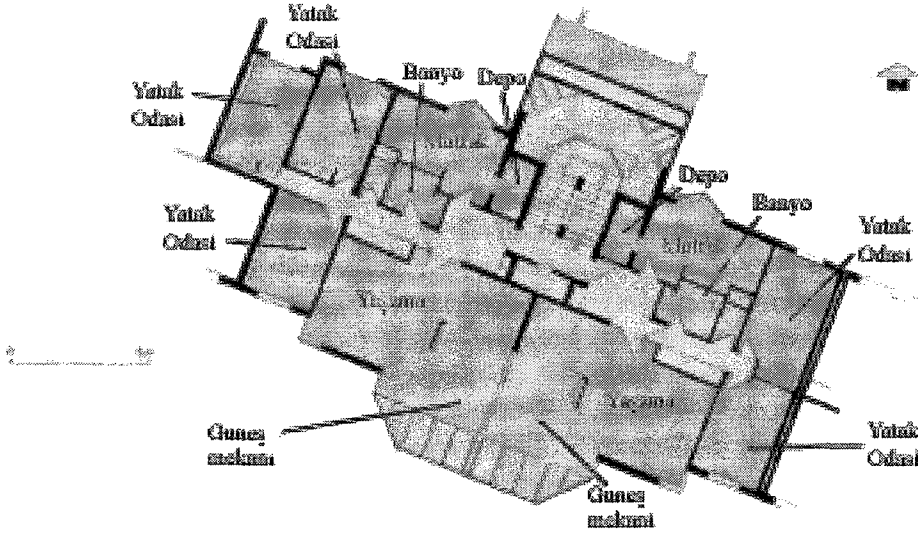 Yatak
Odası
Banyo
Depo
Yatak
Odası
Mutfak
N
Depo
Banyo
Yatak
Odası
Yatak
Odası
Mutfak
Yaşama
Yaşama
Güneş
mekanı
Yatak
Odası
Güneş
mekanı